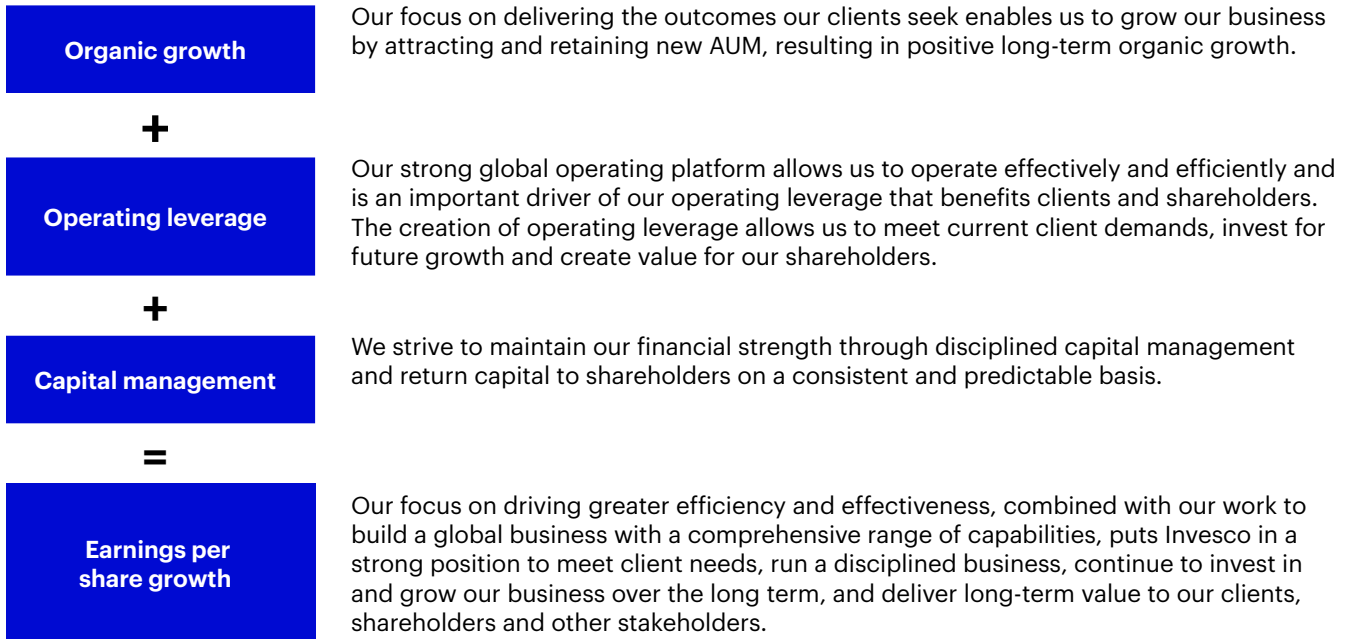 Organic growth
Our focus on delivering the outcomes our clients seek enables us to grow our business
by attracting and retaining new AUM, resulting in positive long-term organic growth.
+
Operating leverage
Our strong global operating platform allows us to operate effectively and efficiently and
is an important driver of our operating leverage that benefits clients and shareholders.
The creation of operating leverage allows us to meet current client demands, invest for
future growth and create value for our shareholders.
+
Capital management
We strive to maintain our financial strength through disciplined capital management
and return capital to shareholders on a consistent and predictable basis.
=
Earnings per
share growth
Our focus on driving greater efficiency and effectiveness, combined with our work to
build a global business with a comprehensive range of capabilities, puts Invesco in a
strong position to meet client needs, run a disciplined business, continue to invest in
and grow our business over the long term, and deliver long-term value to our clients,
shareholders and other stakeholders.